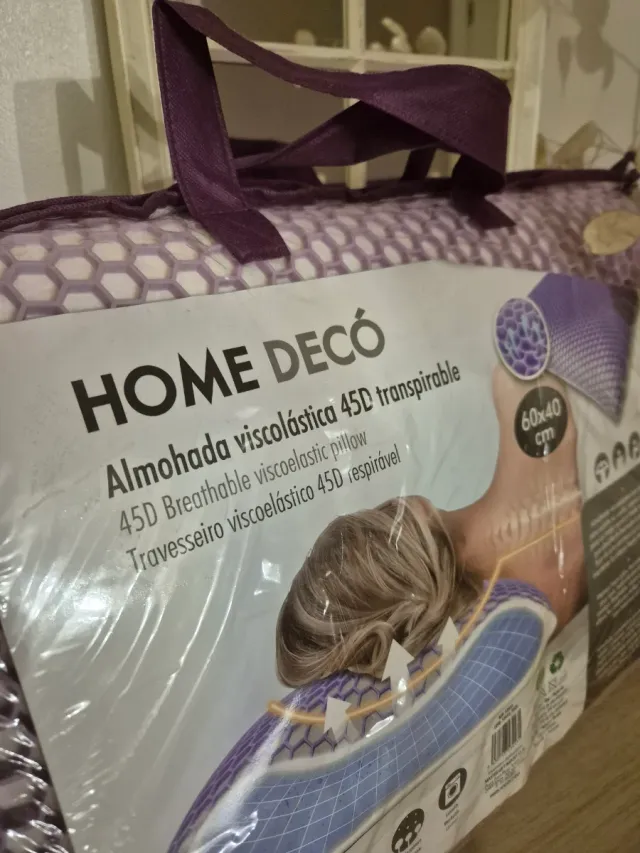 HOME DECÓ
Almohada viscolástica 45D transpirable
45D Breathable viscoelastic pillow
Travesseiro viscoelástico 45D respirável
60x40
cm